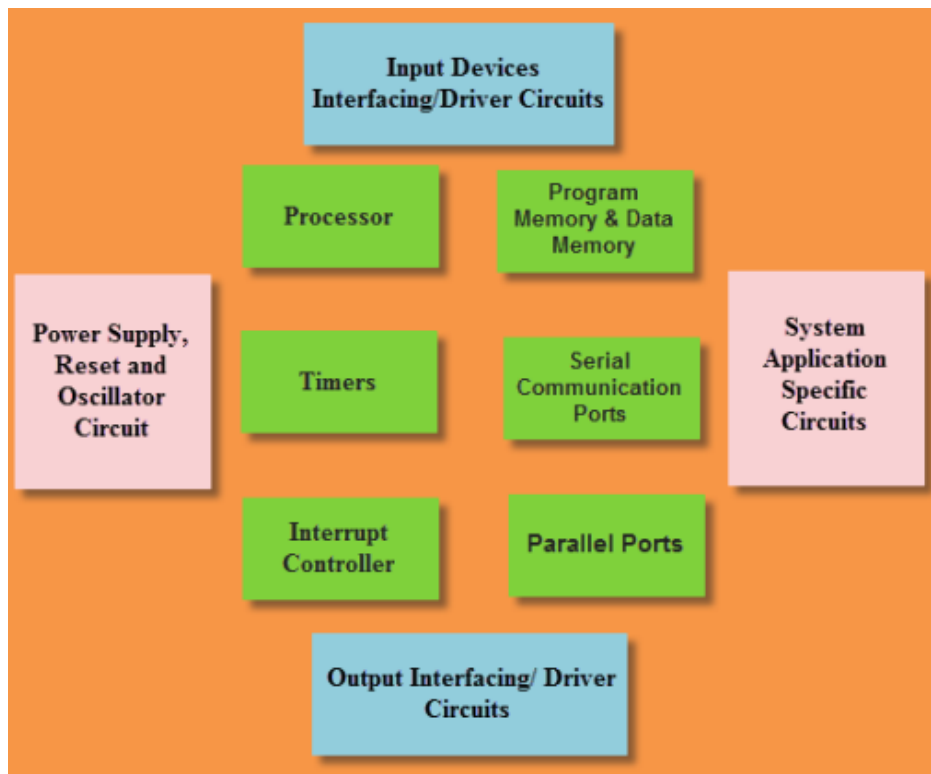 Input Devices
Interfacing/Driver Circuits
Processor
Program
Memory & Data
Memory
Power Supply,
Reset and
Oscillator
Circuit
Timers
Serial
Communication
Ports
System
Application
Specific
Circuits
Interrupt
Controller
Parallel Ports
Output Interfacing/ Driver
Circuits